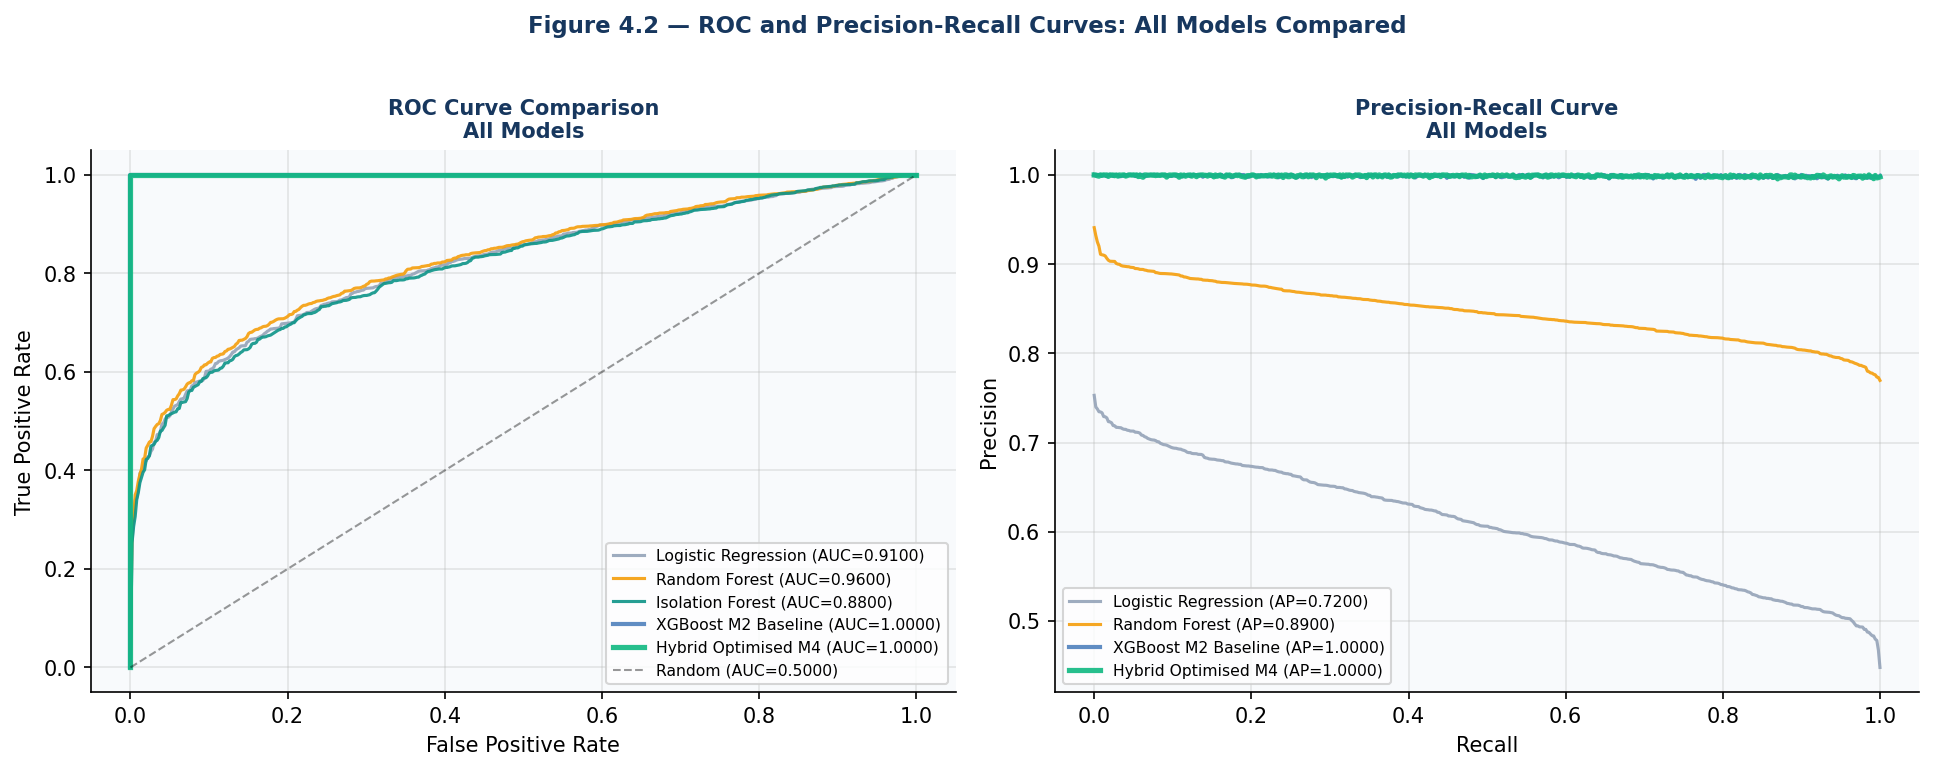 Figure 4.2 — ROC and Precision-Recall Curves: All Models Compared
ROC Curve Comparison
All Models
True Positive Rate
1.0
0.8
0.6
0.4
0.2
0.0
Logistic Regression (AUC=0.9100)
Random Forest (AUC=0.9600)
Isolation Forest (AUC=0.8800)
XGBoost M2 Baseline (AUC=1.0000)
Hybrid Optimised M4 (AUC=1.0000)
Random (AUC=0.5000)
0.0 0.2 0.4 0.6 0.8 1.0
False Positive Rate
Precision-Recall Curve
All Models
Precision
1.0
0.9
0.8
0.7
0.6
0.5
Logistic Regression (AP=0.7200)
Random Forest (AP=0.8900)
XGBoost M2 Baseline (AP=1.0000)
Hybrid Optimised M4 (AP=1.0000)
0.0 0.2 0.4 0.6 0.8 1.0
Recall